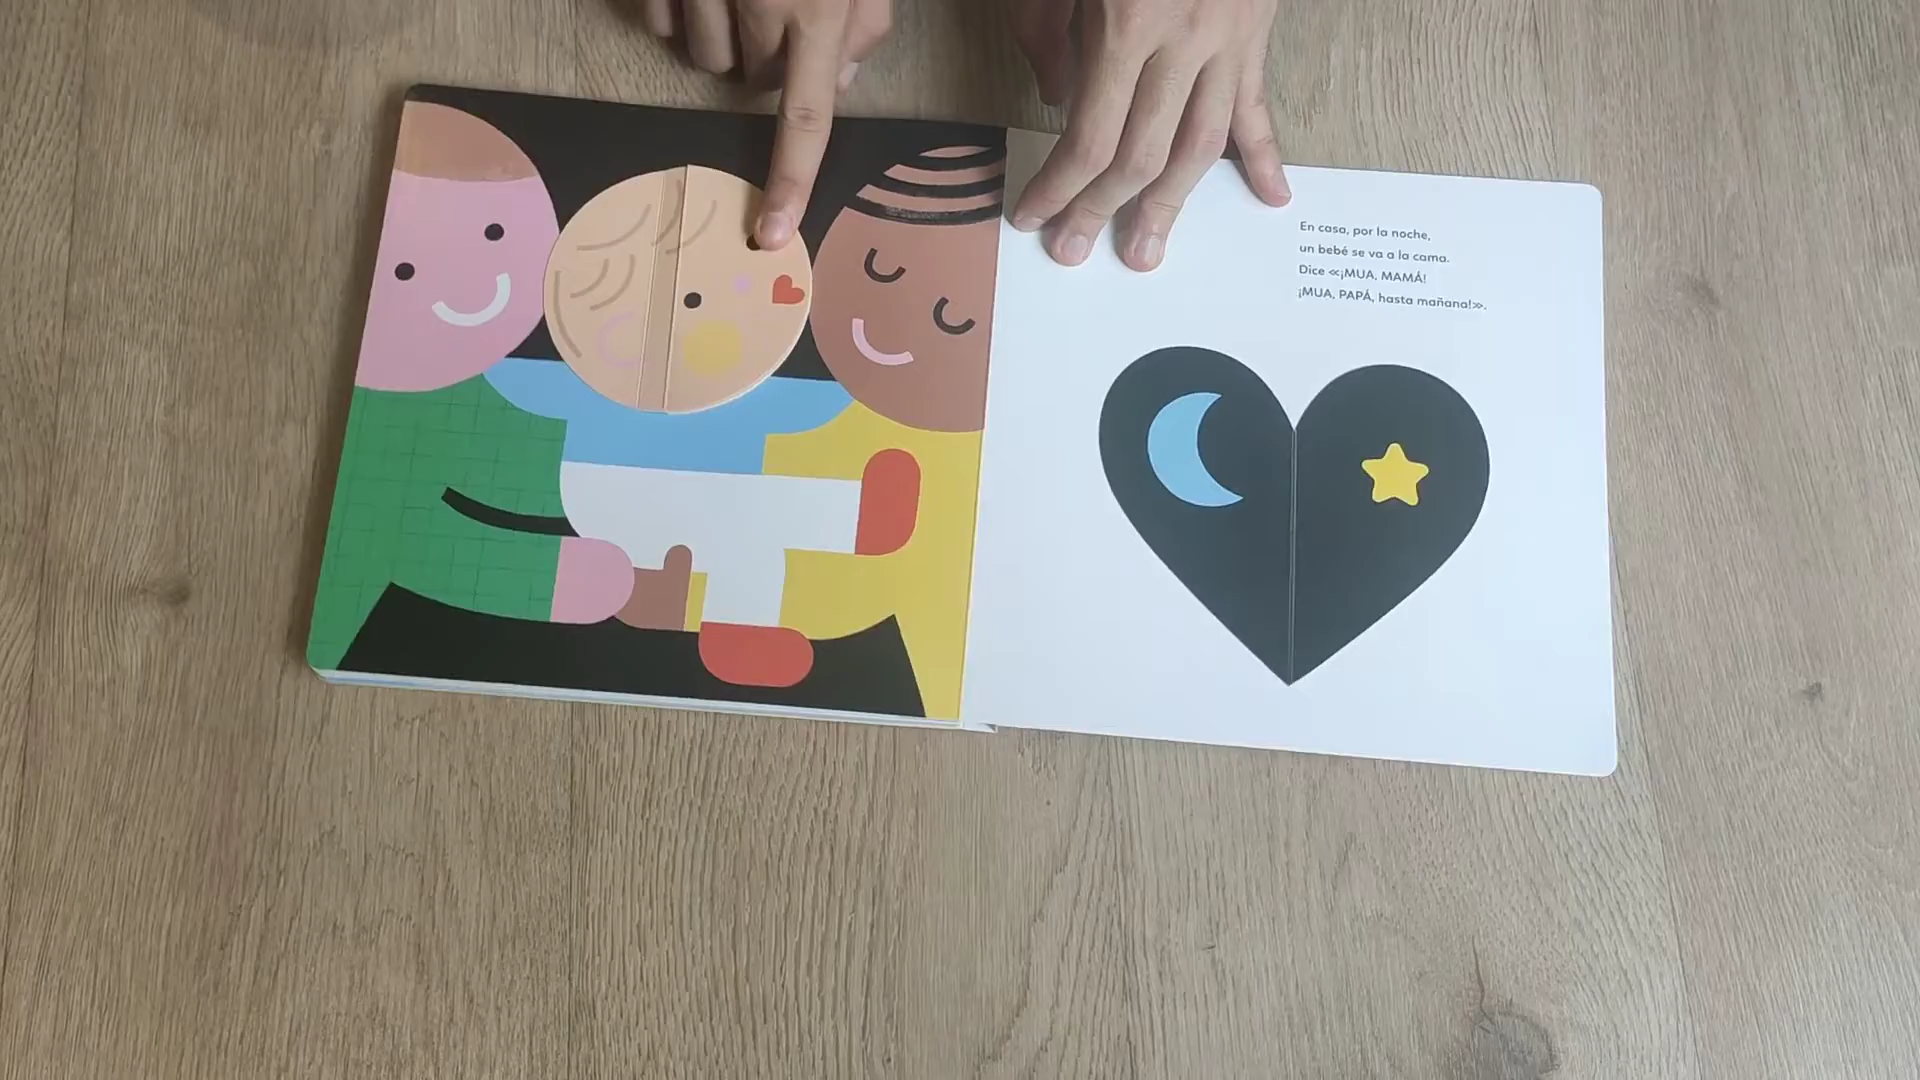 En casa, por la noche,
un bebé se va a la cama.
Dice «¡MUA, MAMÁ!
¡MUA, PAPÁ, hasta mañana!».